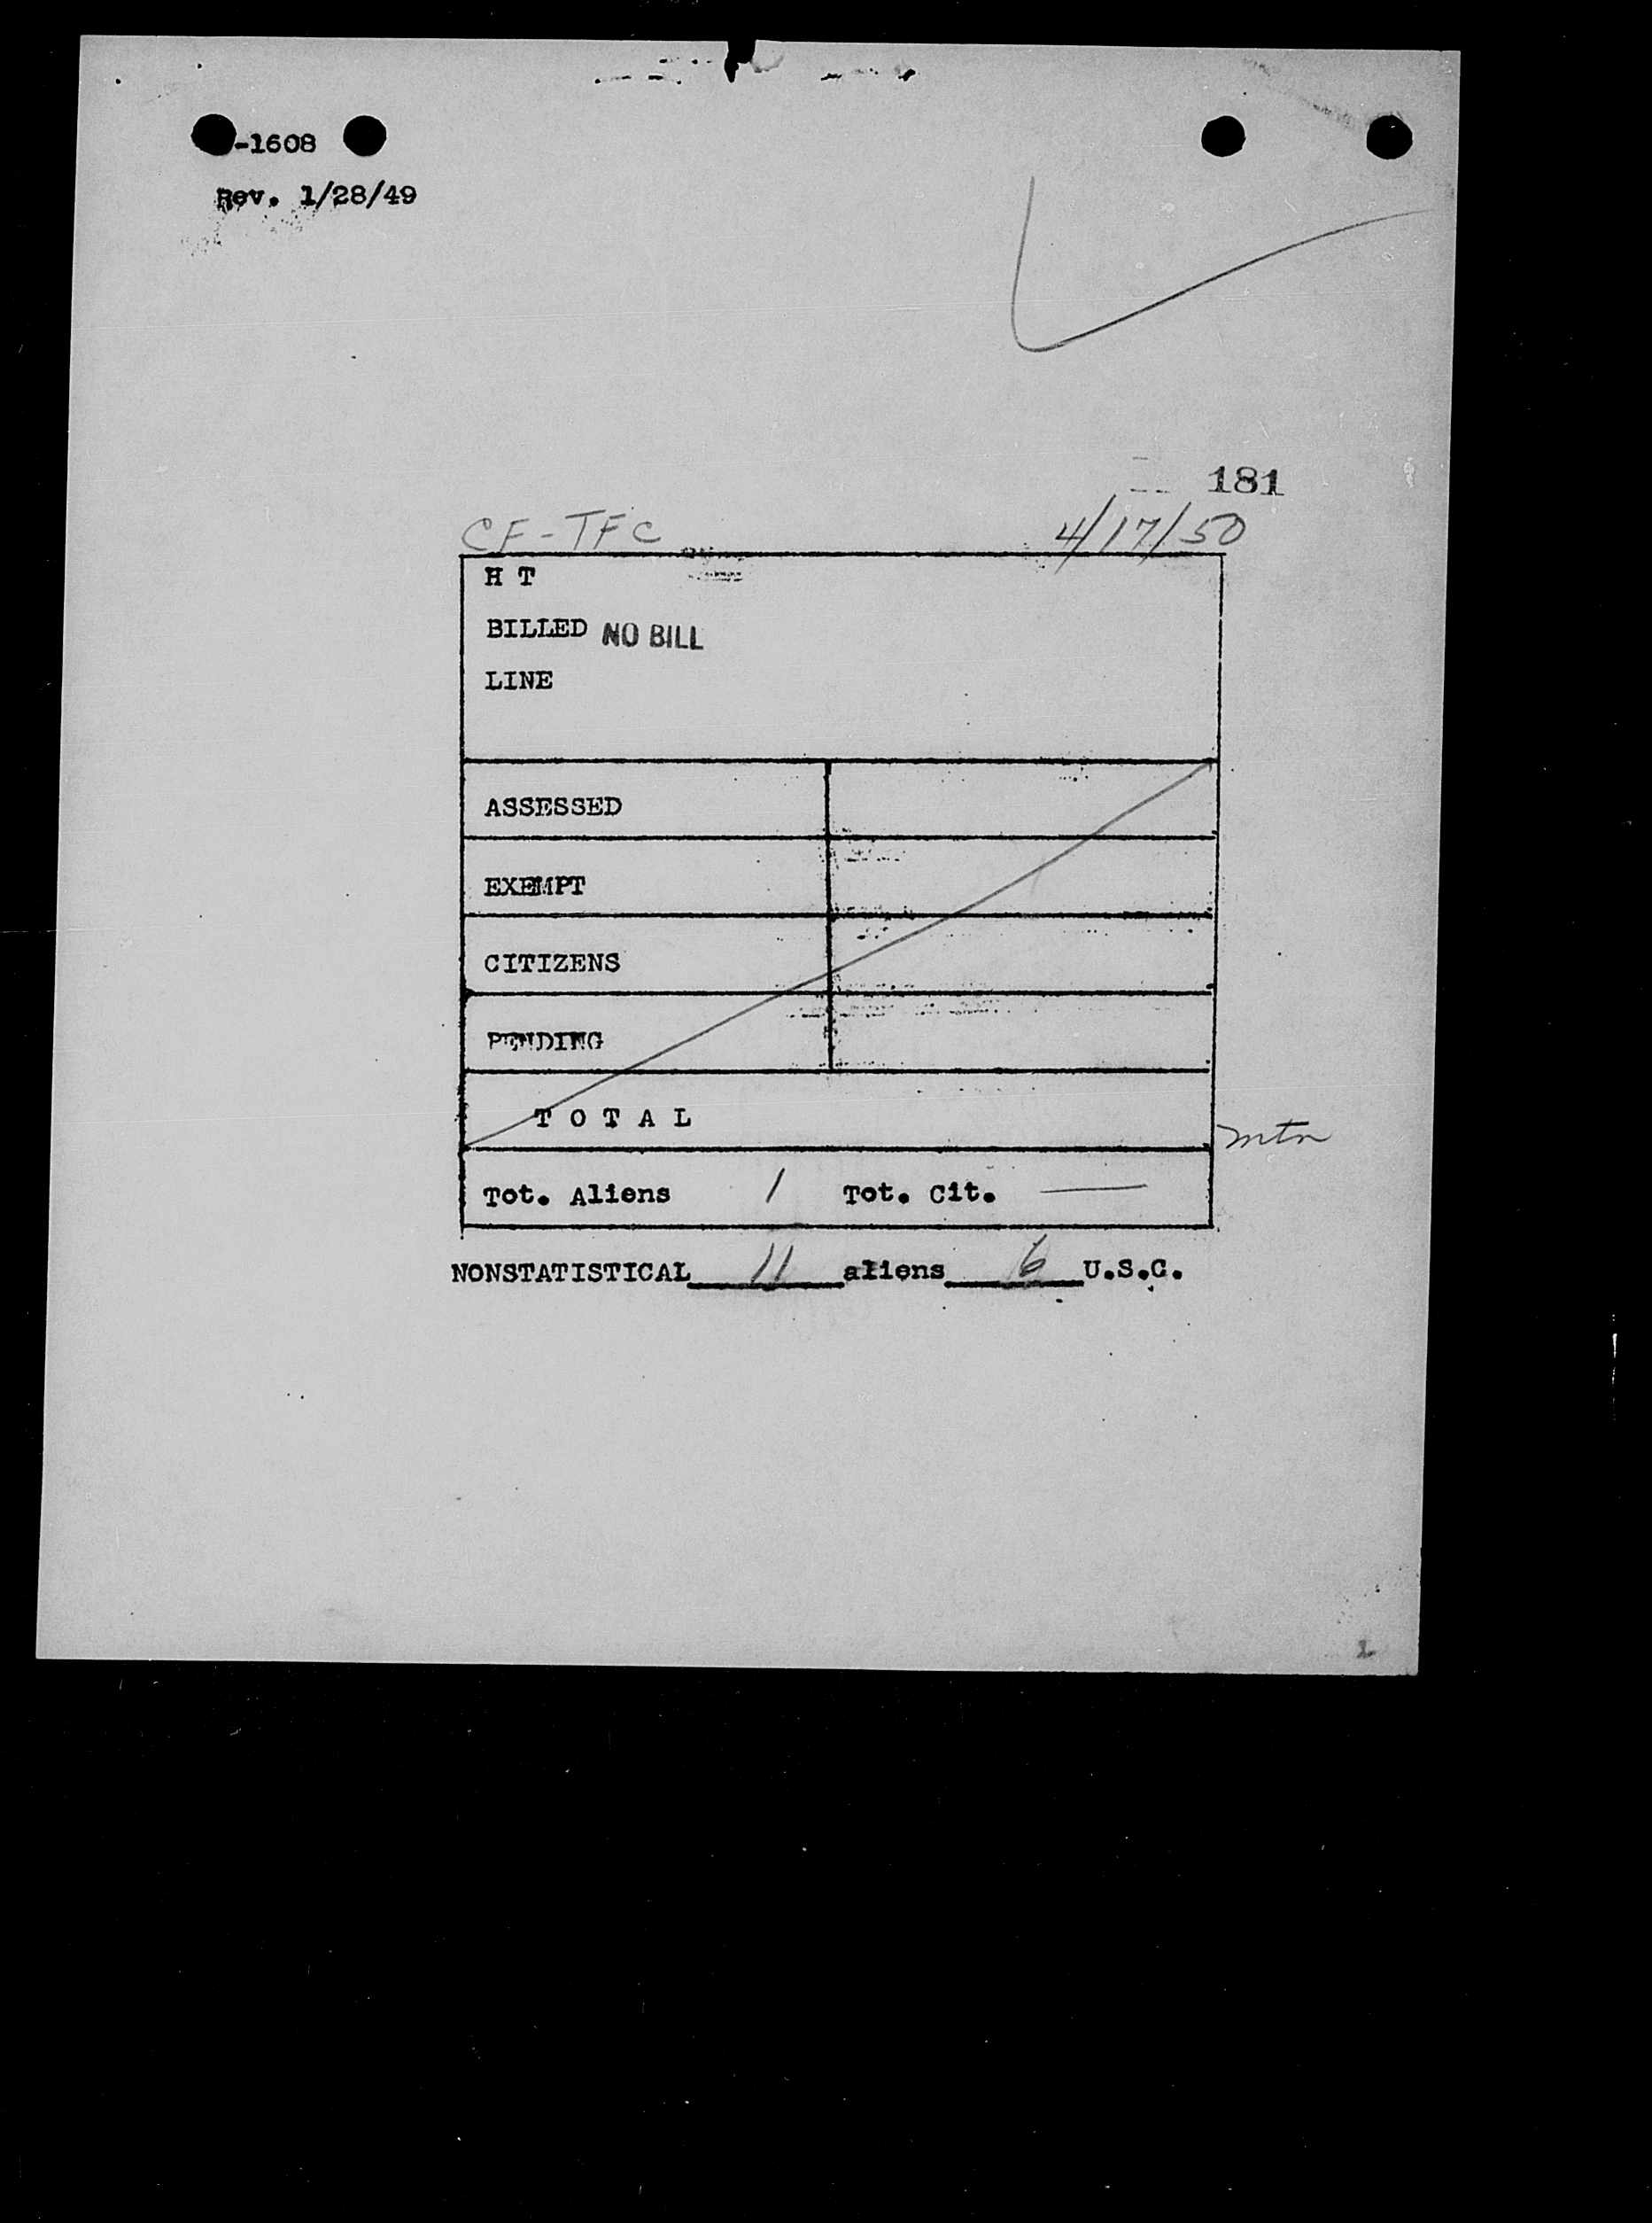 -1608
Rev. 1/28/49
181
CF-TFC 4/17/50
H T
BILLED NO BILL
LINE
ASSESSED
EXEMPT
CITIZENS
PENDING
T O T A L
mtn
Tot. Aliens 1 Tot. Cit. —
NONSTATISTICAL 11 aliens 6 U.S.C.